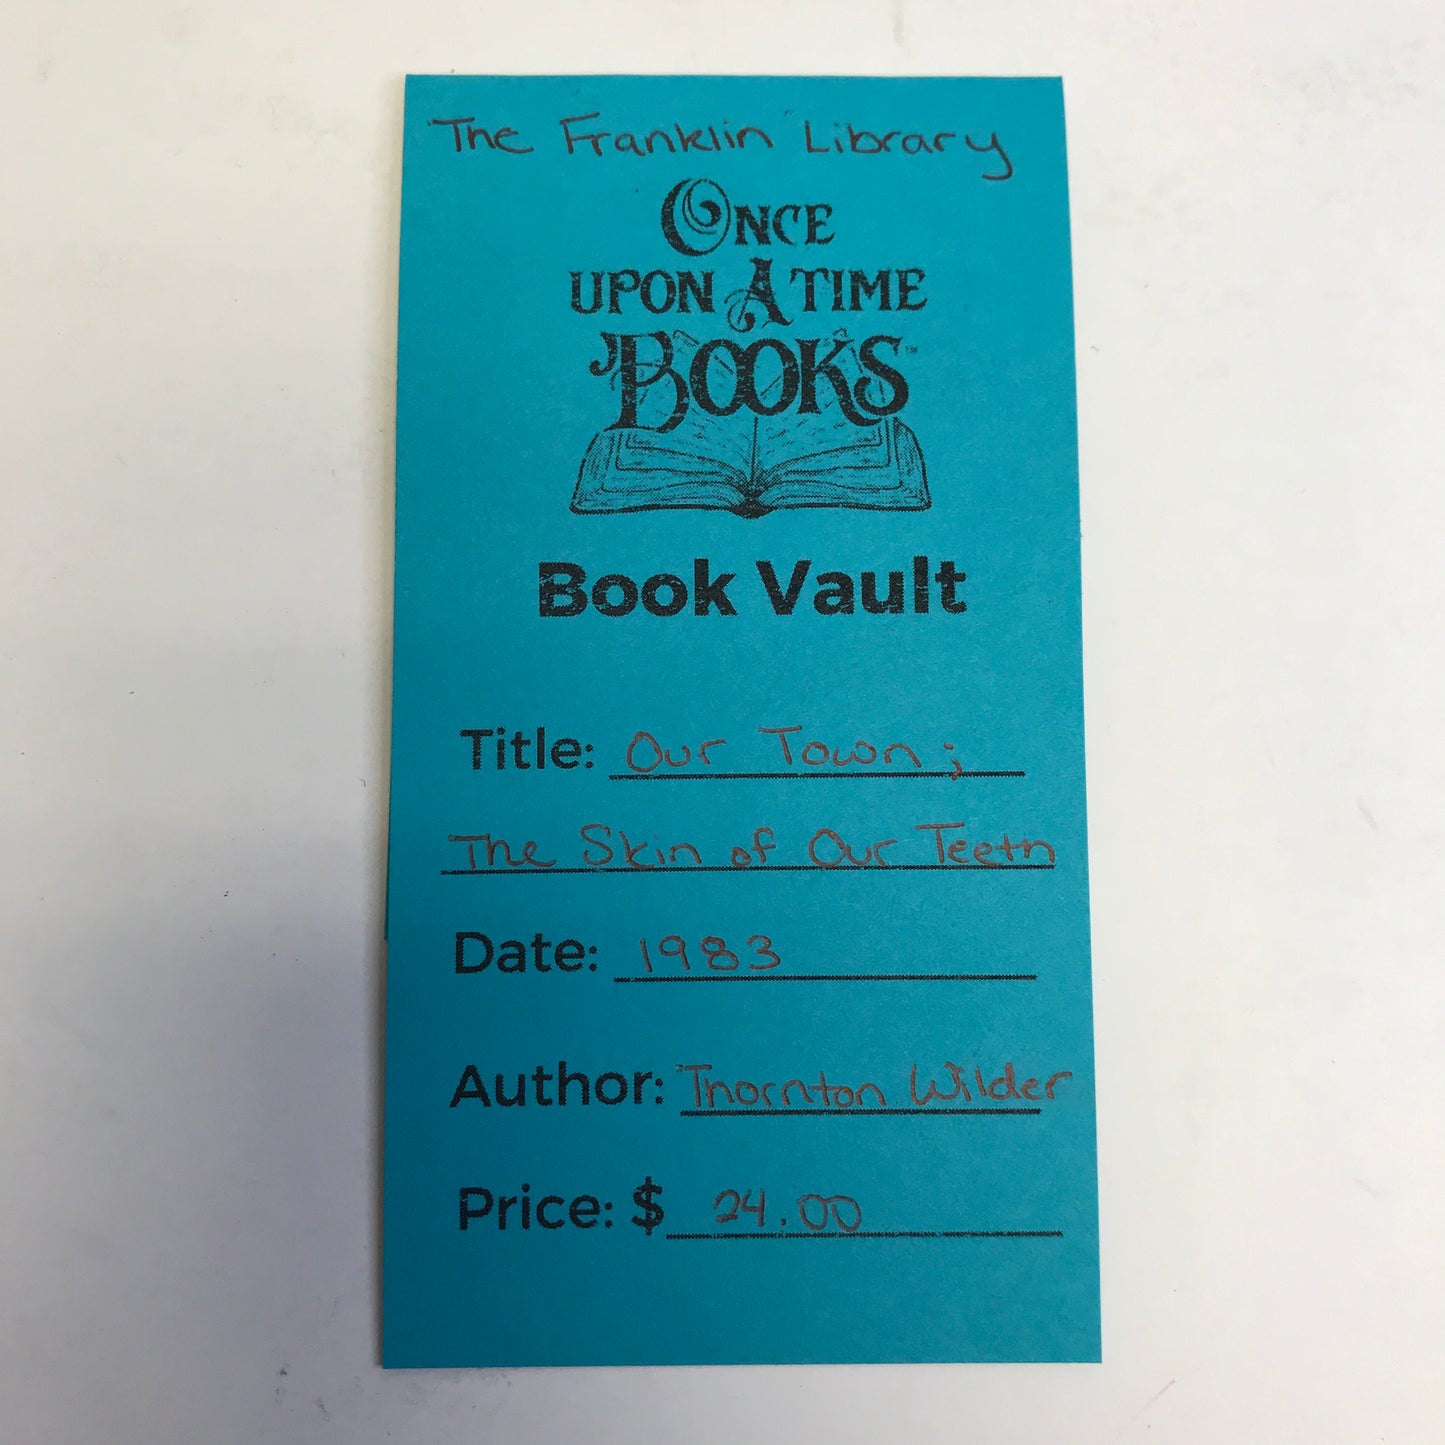 The Franklin Library
ONCE
UPON A TIME
BOOKS™
Book Vault
Title: Our Town;
The Skin of Our Teeth
Date: 1983
Author: Thornton Wilder
Price: $ 24.00